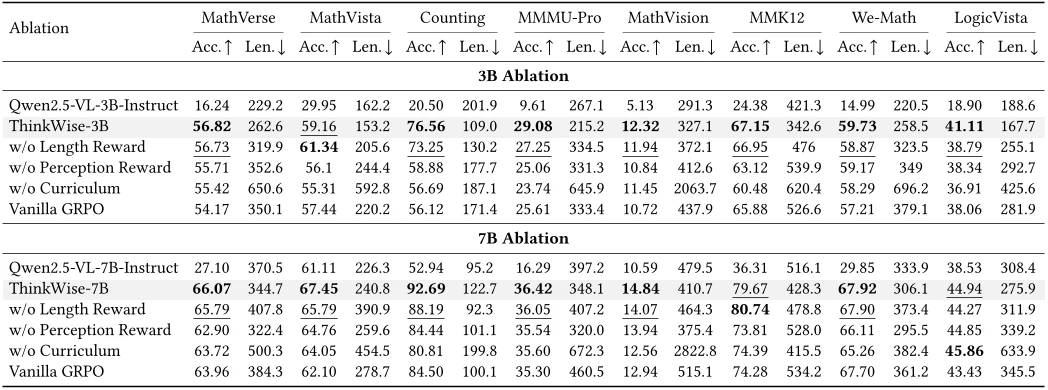 Ablation MathVerse MathVista Counting MMMU-Pro MathVision MMK12 We-Math LogicVista
Acc.↑ Len.↓ Acc.↑ Len.↓ Acc.↑ Len.↓ Acc.↑ Len.↓ Acc.↑ Len.↓ Acc.↑ Len.↓ Acc.↑ Len.↓ Acc.↑ Len.↓
3B Ablation
Qwen2.5-VL-3B-Instruct 16.24 229.2 29.95 162.2 20.50 201.9 9.61 267.1 5.13 291.3 24.38 421.3 14.99 220.5 18.90 188.6
ThinkWise-3B 56.82 262.6 59.16 153.2 76.56 109.0 29.08 215.2 12.32 327.1 67.15 342.6 59.73 258.5 41.11 167.7
w/o Length Reward 56.73 319.9 61.34 205.6 73.25 130.2 27.25 334.5 11.94 372.1 66.95 476 58.87 323.5 38.79 255.1
w/o Perception Reward 55.71 352.6 56.1 244.4 58.88 177.7 25.06 331.3 10.84 412.6 63.12 539.9 59.17 349 38.34 292.7
w/o Curriculum 55.42 650.6 55.31 592.8 56.69 187.1 23.74 645.9 11.45 2063.7 60.48 620.4 58.29 696.2 36.91 425.6
Vanilla GRPO 54.17 350.1 57.44 220.2 56.12 171.4 25.61 333.4 10.72 437.9 65.88 526.6 57.21 379.1 38.06 281.9
7B Ablation
Qwen2.5-VL-7B-Instruct 27.10 370.5 61.11 226.3 52.94 95.2 16.29 397.2 10.59 479.5 36.31 516.1 29.85 333.9 38.53 308.4
ThinkWise-7B 66.07 344.7 67.45 240.8 92.69 122.7 36.42 348.1 14.84 410.7 79.67 428.3 67.92 306.1 44.94 275.9
w/o Length Reward 65.79 407.8 65.79 390.9 88.19 92.3 36.05 407.2 14.07 464.3 80.74 478.8 67.90 373.4 44.27 311.9
w/o Perception Reward 62.90 322.4 64.76 259.6 84.44 101.1 35.54 320.0 13.94 375.4 73.81 528.0 66.11 295.5 44.85 339.2
w/o Curriculum 63.72 500.3 64.05 454.5 80.81 199.8 35.60 672.3 12.56 2822.8 74.39 415.5 65.26 382.4 45.86 633.9
Vanilla GRPO 63.96 384.3 62.10 278.7 84.50 100.1 35.30 460.5 12.94 515.1 74.28 534.2 67.70 361.2 43.43 345.5